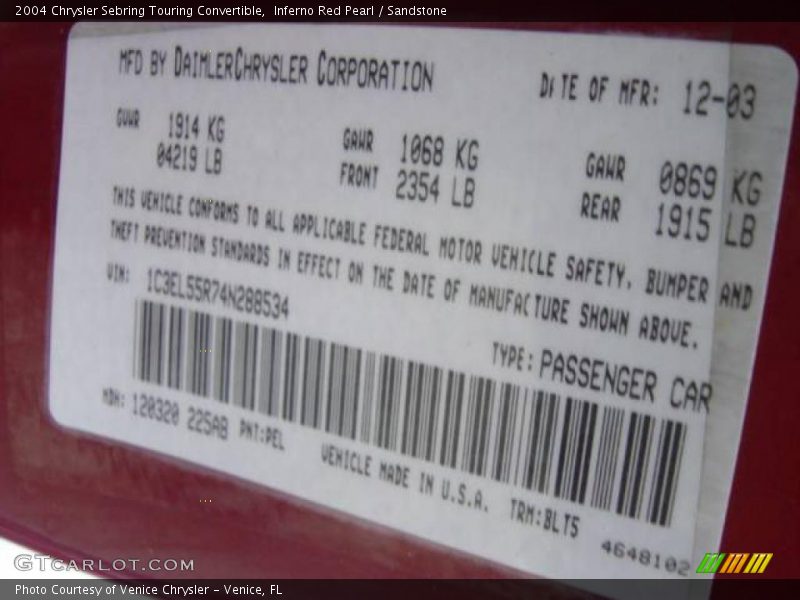 2004 Chrysler Sebring Touring Convertible, Inferno Red Pearl / Sandstone
MFD BY DAIMLERCHRYSLER CORPORATION
DATE OF MFR: 12-03
GVWR 1914 KG
04219 LB
GAWR 1068 KG
FRONT 2354 LB
GAWR 0869 KG
REAR 1915 LB
THIS VEHICLE CONFORMS TO ALL APPLICABLE FEDERAL MOTOR VEHICLE SAFETY, BUMPER AND
THEFT PREVENTION STANDARDS IN EFFECT ON THE DATE OF MANUFACTURE SHOWN ABOVE.
VIN: 1C3EL55R74N288534
TYPE: PASSENGER CAR
MDH: 120320 225AB PNT:PEL
VEHICLE MADE IN U.S.A. TRM:BLT5
4648102
GTCARLOT.COM
Photo Courtesy of Venice Chrysler - Venice, FL